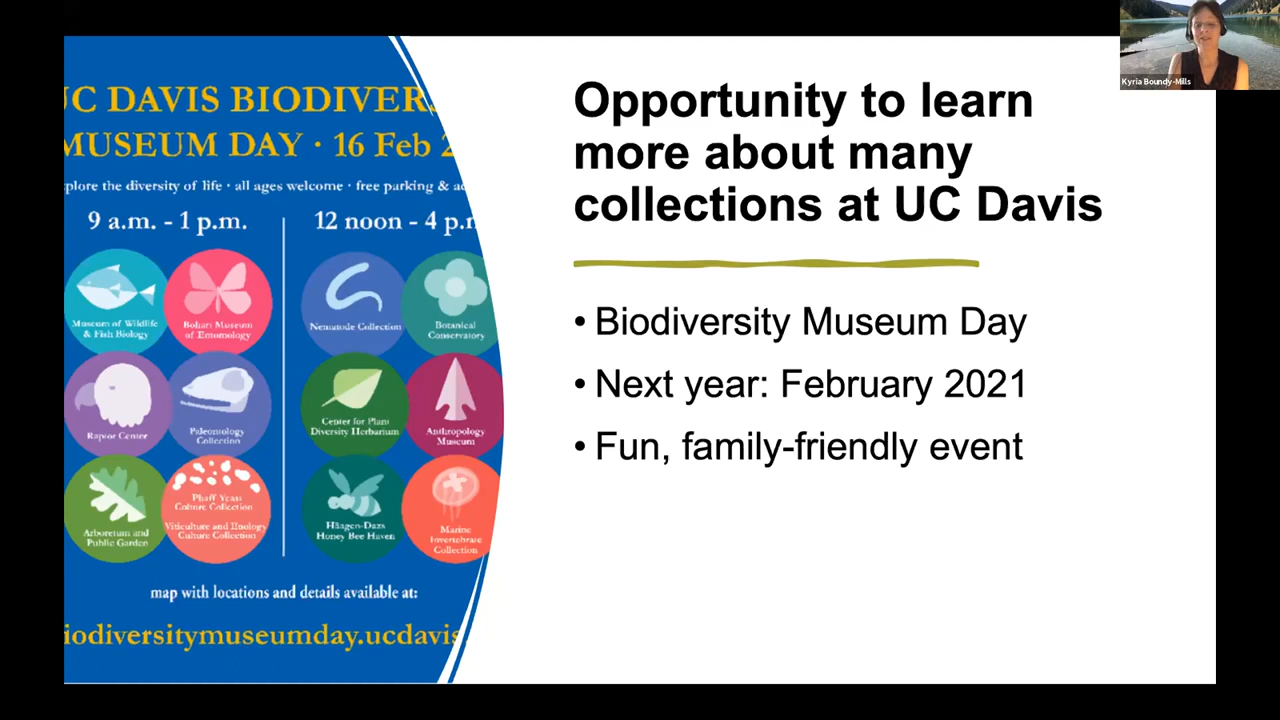 UC DAVIS BIODIVER
MUSEUM DAY · 16 Feb 2
xplore the diversity of life · all ages welcome · free parking & ad
9 a.m. - 1 p.m.
12 noon - 4 p.m
Museum of Wildlife
& Fish Biology
Bohart Museum
of Entomology
Nematode Collection
Botanical
Conservatory
Raptor Center
Paleontology
Collection
Center for Plant
Diversity Herbarium
Anthropology
Museum
Arboretum and
Public Garden
Phaff Yeast
Culture Collection
Viticulture and Enology
Culture Collection
Häagen-Dazs
Honey Bee Haven
Marine
Invertebrate
Collection
map with locations and details available at:
iodiversitymuseumday.ucdavis.
Opportunity to learn
more about many
collections at UC Davis
• Biodiversity Museum Day
• Next year: February 2021
• Fun, family-friendly event
Kyria Boundy-Mills